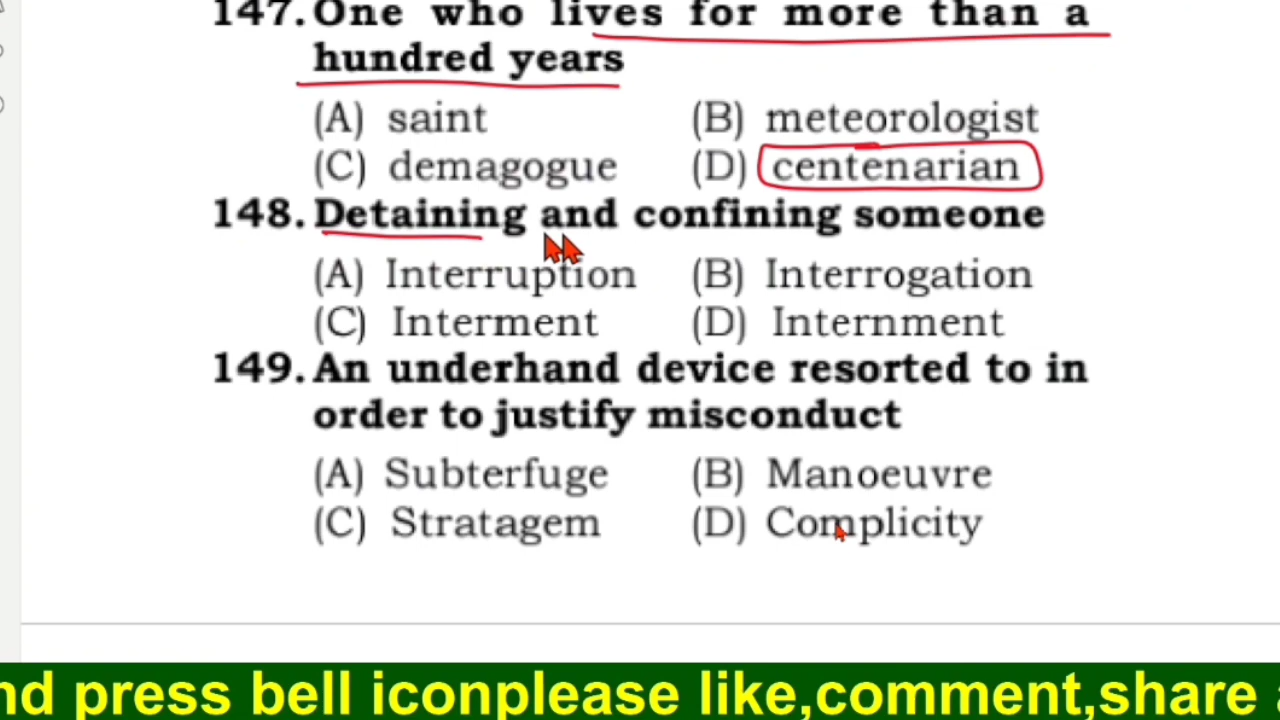 147. One who lives for more than a
hundred years
(A) saint (B) meteorologist
(C) demagogue (D) centenarian
148. Detaining and confining someone
(A) Interruption (B) Interrogation
(C) Interment (D) Internment
149. An underhand device resorted to in
order to justify misconduct
(A) Subterfuge (B) Manoeuvre
(C) Stratagem (D) Complicity
nd press bell iconplease like,comment,share